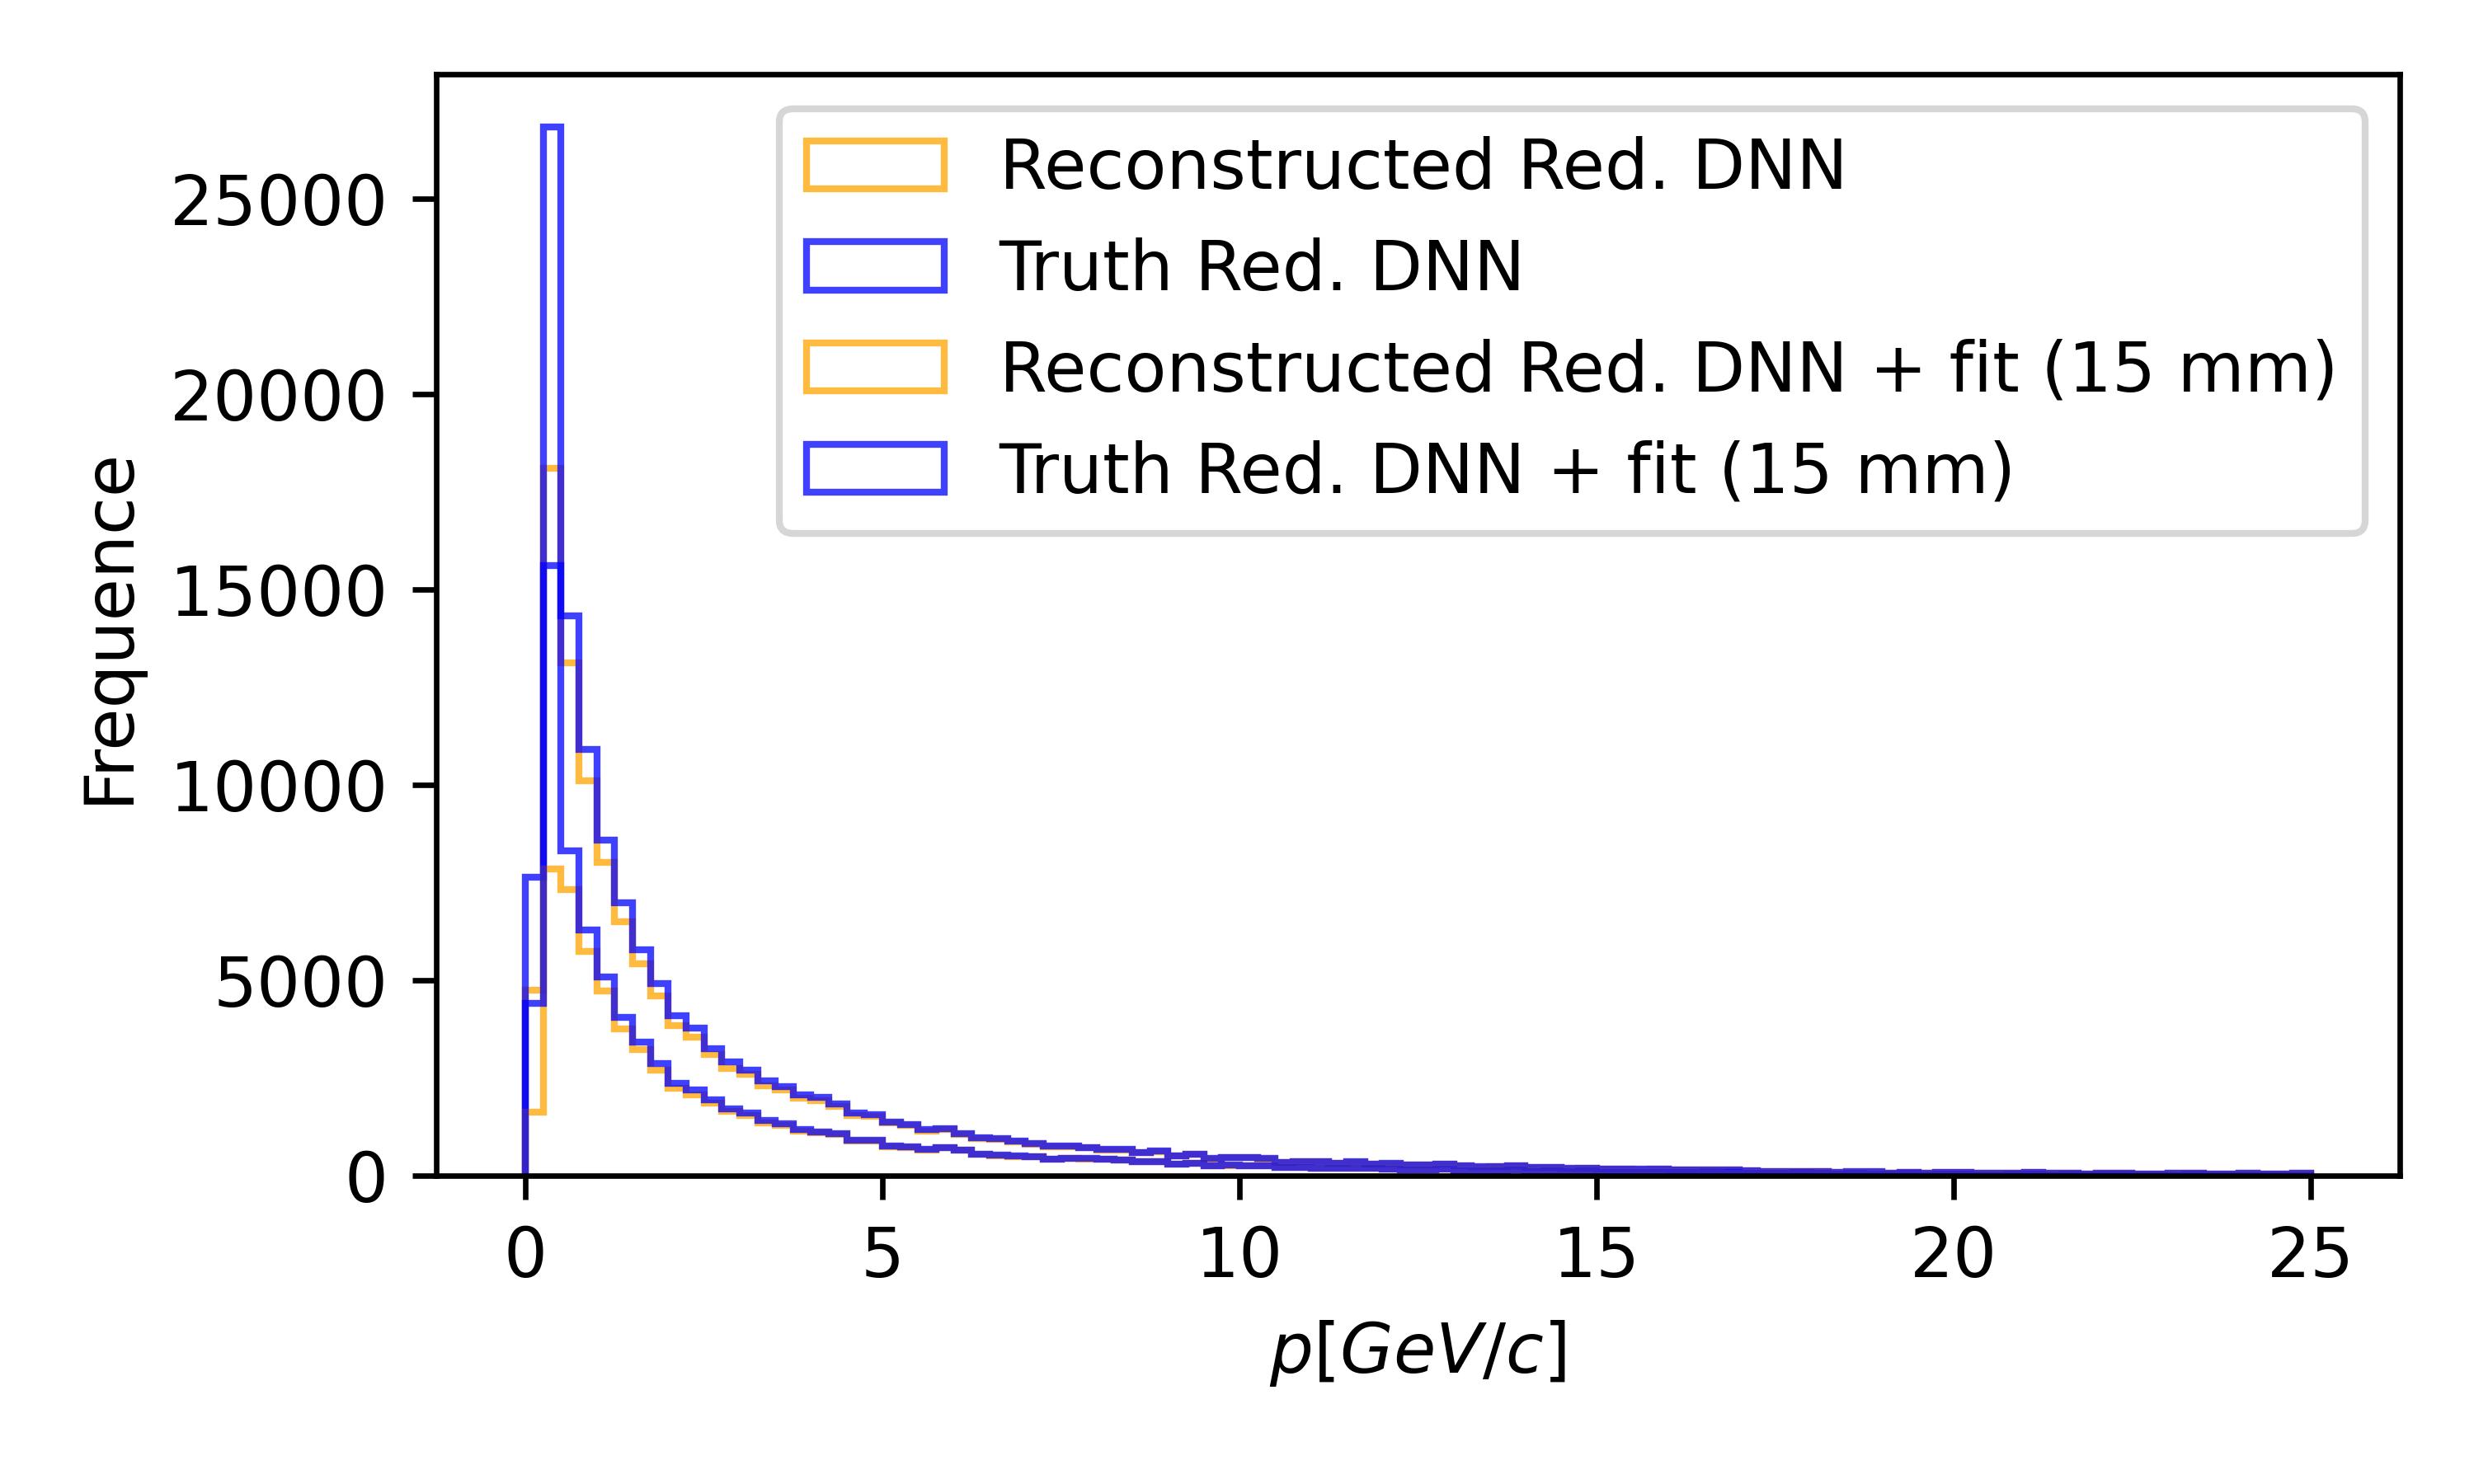 Reconstructed Red. DNN
Truth Red. DNN
Reconstructed Red. DNN + fit (15 mm)
Truth Red. DNN + fit (15 mm)
Frequence
25000
20000
15000
10000
5000
0
0 5 10 15 20 25
p[GeV/c]